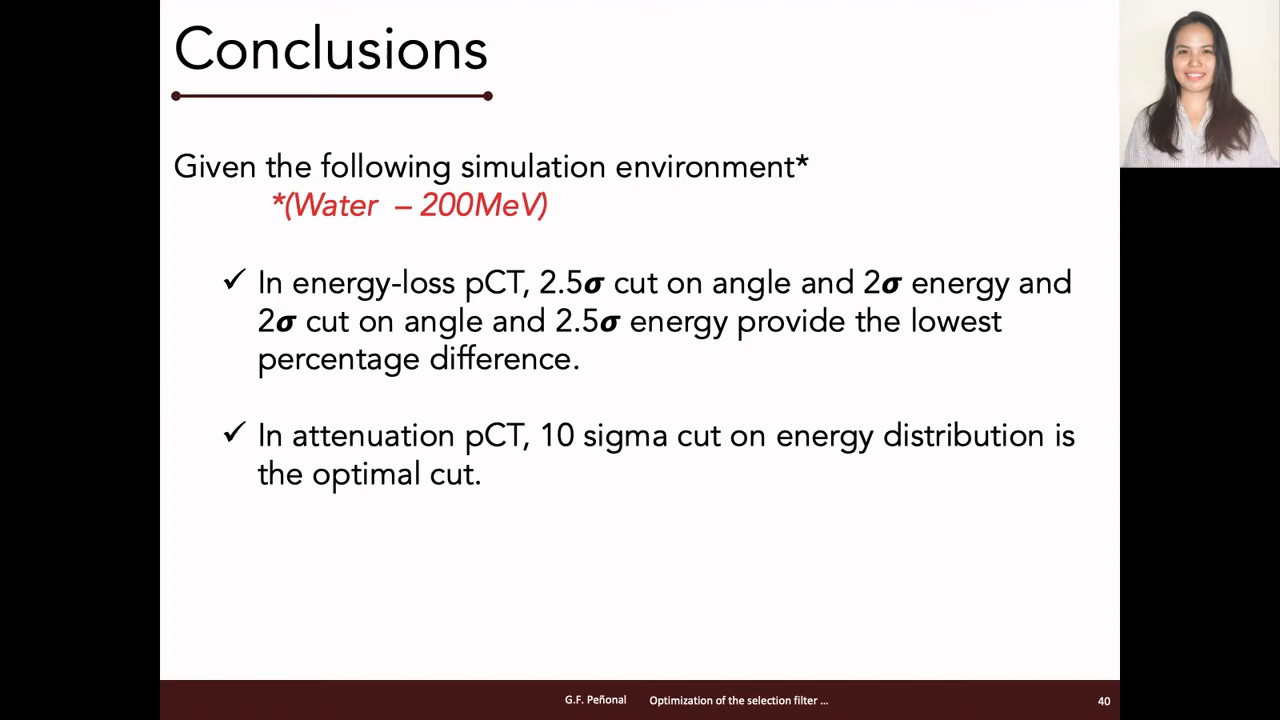 Conclusions
Given the following simulation environment*
*(Water – 200MeV)
✓ In energy-loss pCT, 2.5σ cut on angle and 2σ energy and
2σ cut on angle and 2.5σ energy provide the lowest
percentage difference.
✓ In attenuation pCT, 10 sigma cut on energy distribution is
the optimal cut.
G.F. Peñonal Optimization of the selection filter ... 40